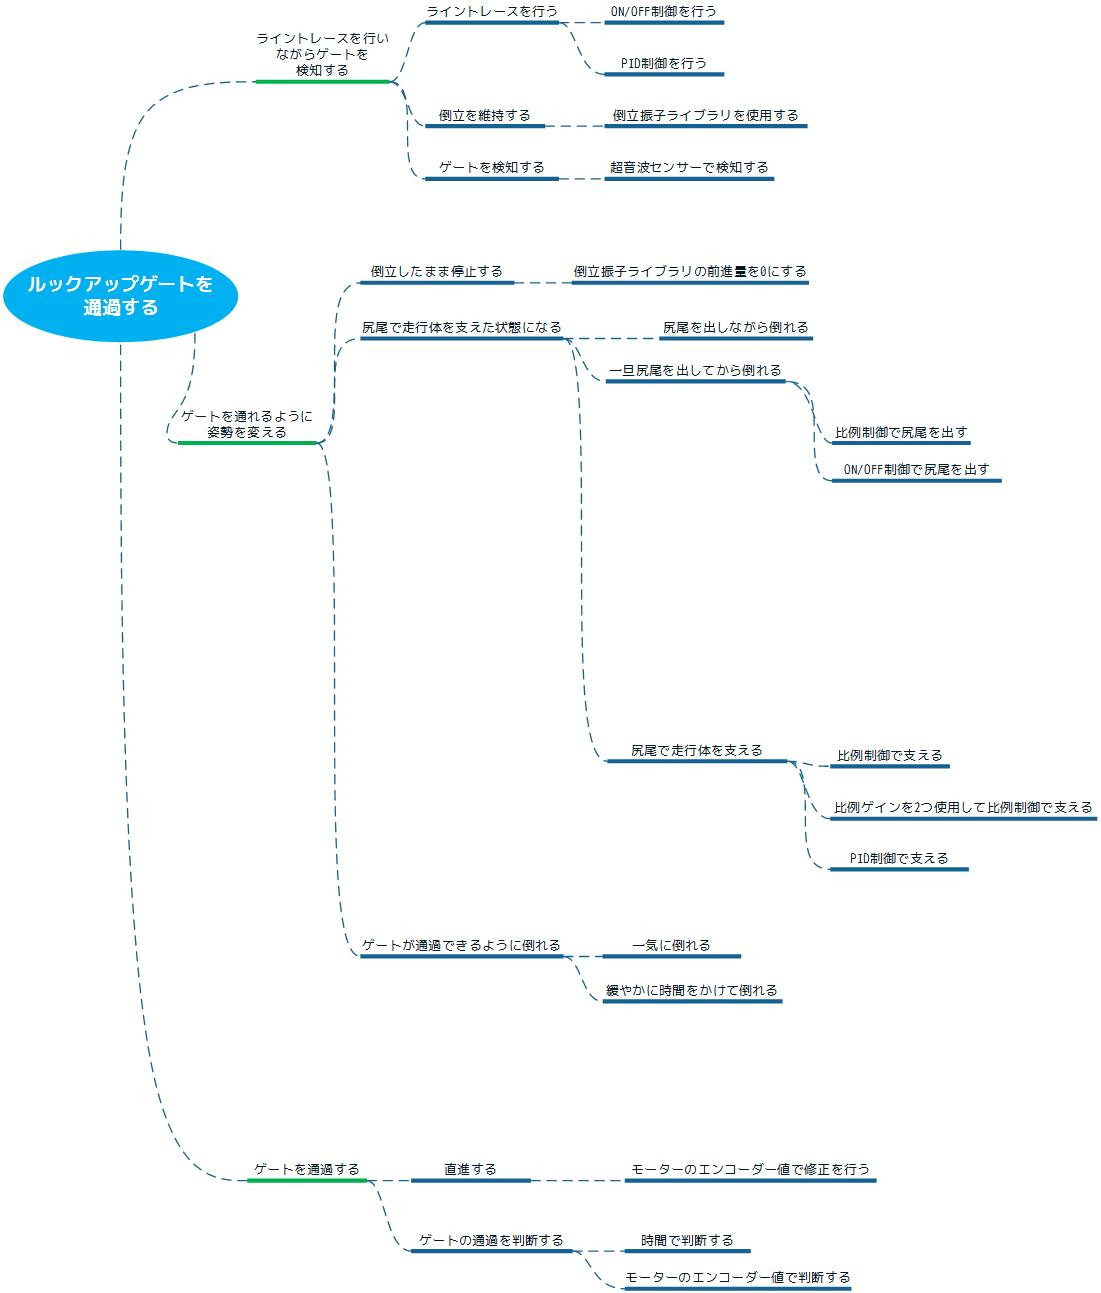 ルックアップゲートを
通過する
ライントレースを行い
ながらゲートを
検知する
ライントレースを行う
ON/OFF制御を行う
PID制御を行う
倒立を維持する
倒立振子ライブラリを使用する
ゲートを検知する
超音波センサーで検知する
ゲートを通れるように
姿勢を変える
倒立したまま停止する
倒立振子ライブラリの前進量を0にする
尻尾で走行体を支えた状態になる
尻尾を出しながら倒れる
一旦尻尾を出してから倒れる
比例制御で尻尾を出す
ON/OFF制御で尻尾を出す
尻尾で走行体を支える
比例制御で支える
比例ゲインを2つ使用して比例制御で支える
PID制御で支える
ゲートが通過できるように倒れる
一気に倒れる
緩やかに時間をかけて倒れる
ゲートを通過する
直進する
モーターのエンコーダー値で修正を行う
ゲートの通過を判断する
時間で判断する
モーターのエンコーダー値で判断する